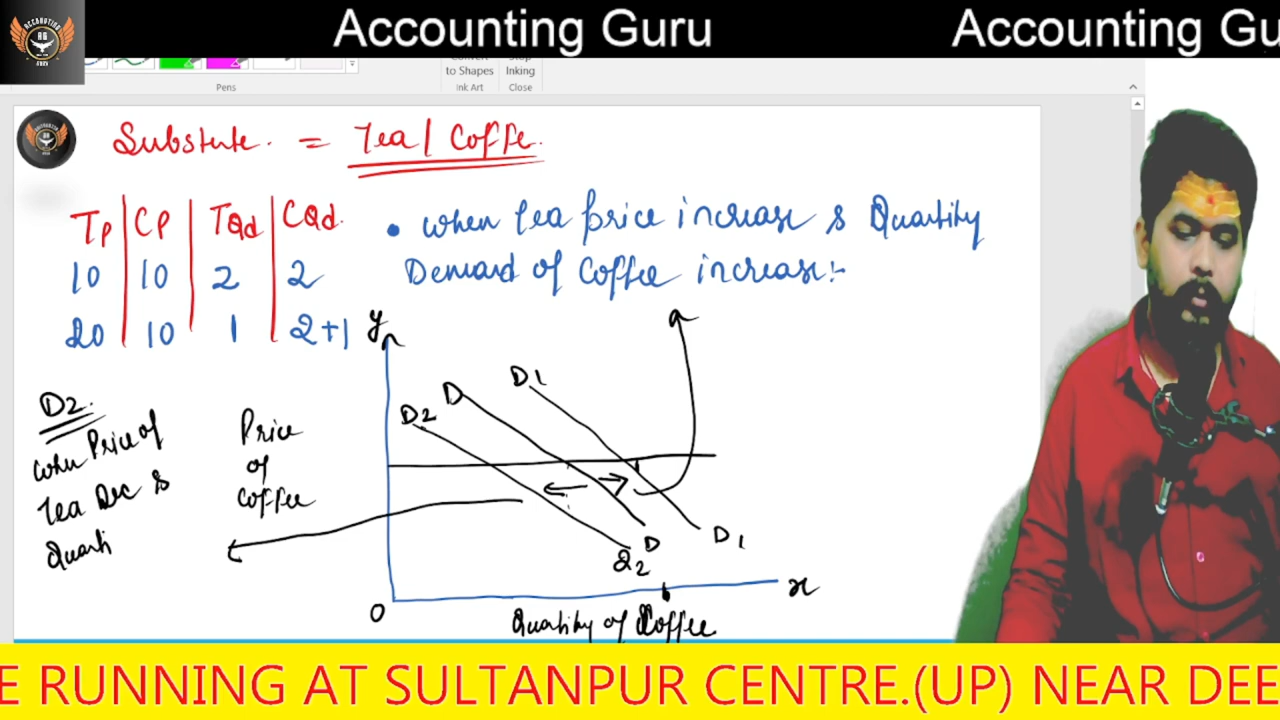 Accounting Guru
Accounting Gu
Convert
to Shapes
Ink Art
Stop
Inking
Close
Pens
Substute. = Tea/Coffe.
Tp | Cp | TQd | CQd.
10 | 10 | 2 | 2
20 | 10 | 1 | 2+1
• when tea price increase & Quantity
Demand of Coffee increase:-
y
D1
D
D2
D2.
when Price of
Tea Dec &
Quanti
Price
of
Coffee
D1
D
x
O
Quantity of Coffee
E RUNNING AT SULTANPUR CENTRE.(UP) NEAR DEE